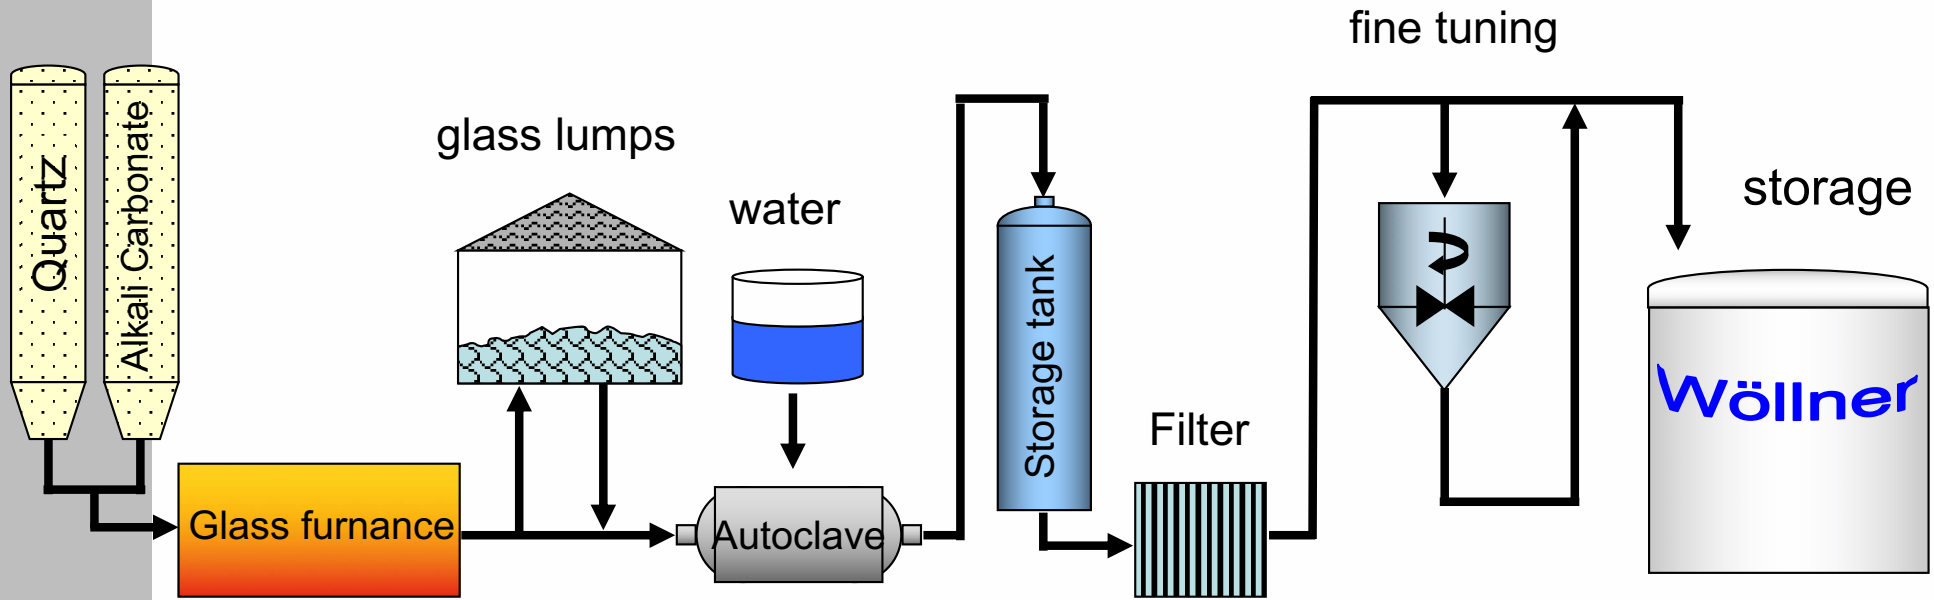 fine tuning
glass lumps
water
storage
Quartz
Alkali Carbonate
Storage tank
Filter
Wöllner
Glass furnance
Autoclave